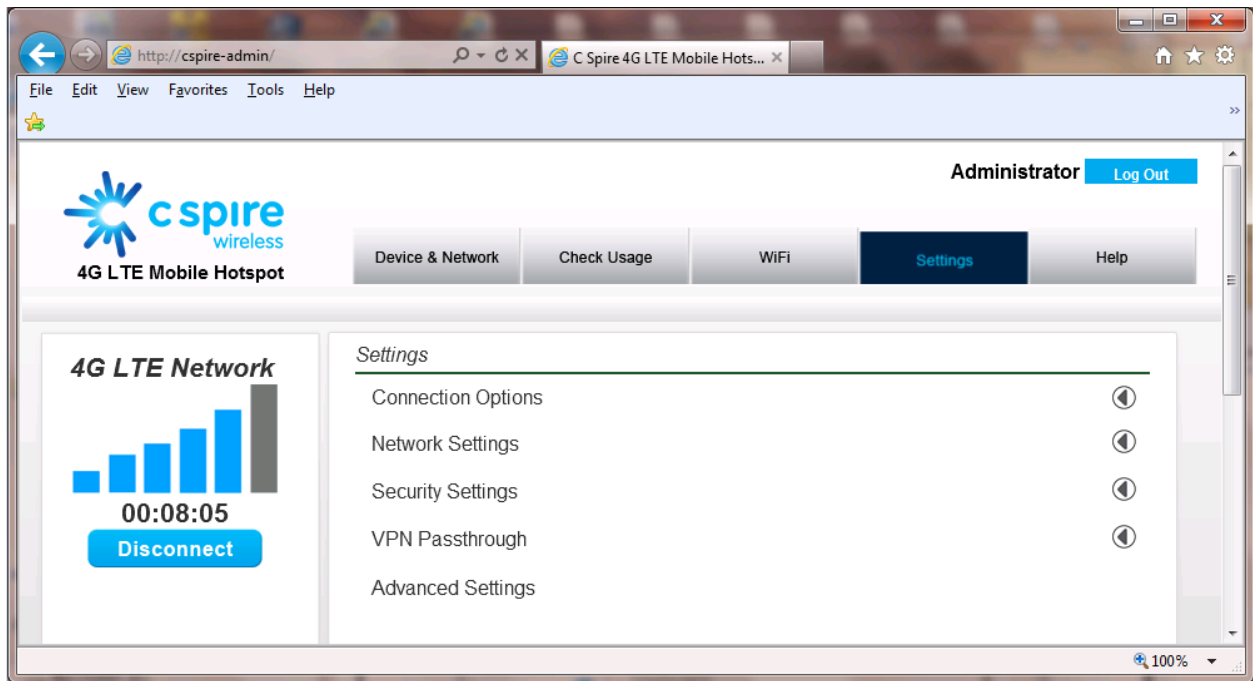 http://cspire-admin/
C Spire 4G LTE Mobile Hots...
File Edit View Favorites Tools Help
Administrator Log Out
c spire
wireless
4G LTE Mobile Hotspot
Device & Network Check Usage WiFi Settings Help
4G LTE Network
00:08:05
Disconnect
Settings
Connection Options
Network Settings
Security Settings
VPN Passthrough
Advanced Settings
100%